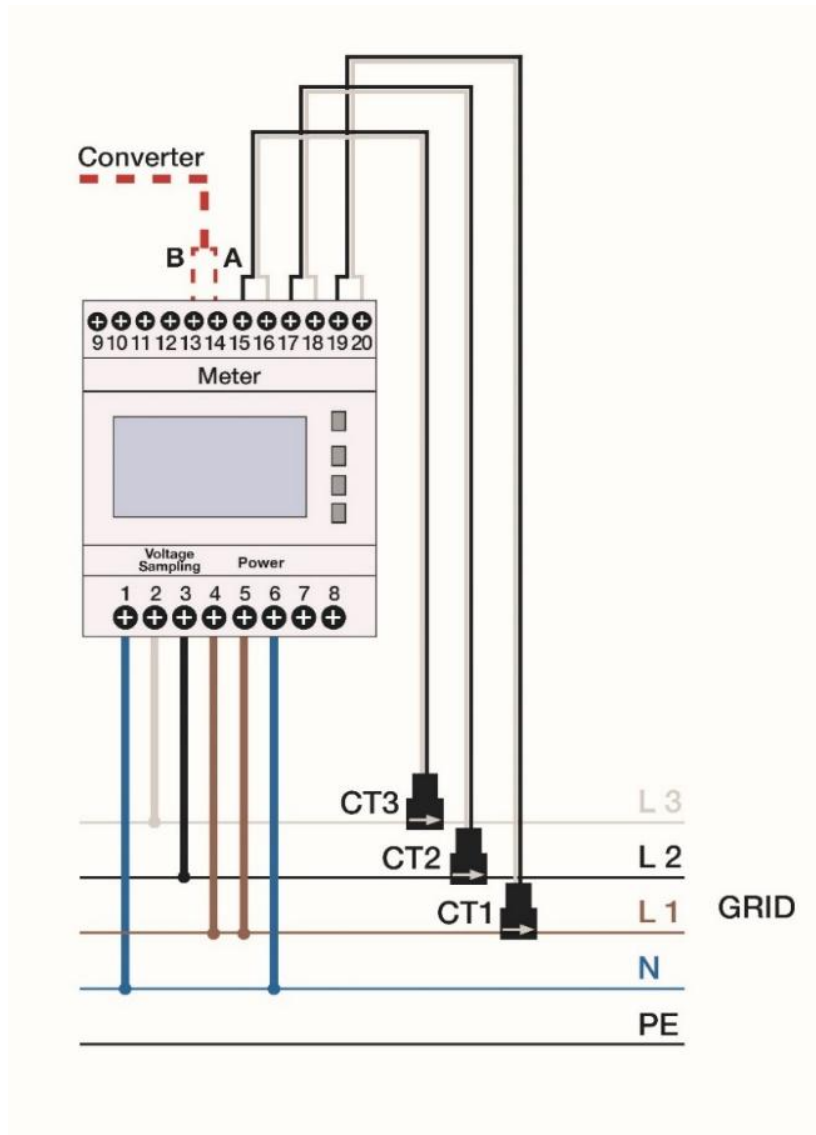 Converter
B A
9 10 11 12 13 14 15 16 17 18 19 20
Meter
Voltage
Sampling
Power
1 2 3 4 5 6 7 8
CT3
L 3
CT2
L 2
CT1
L 1
GRID
N
PE